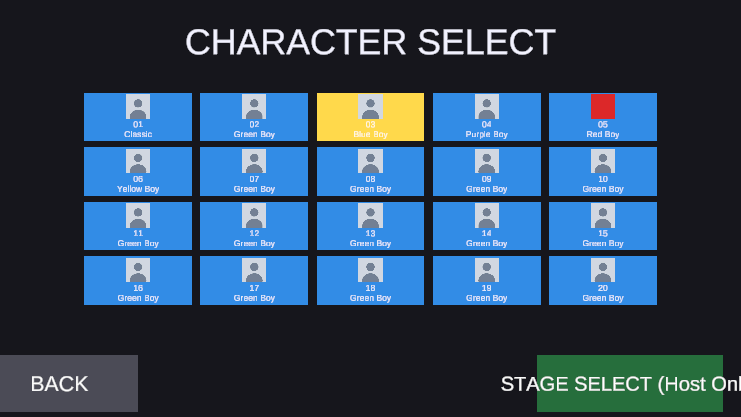 CHARACTER SELECT
01
Classic
02
Green Boy
03
Blue Boy
04
Purple Boy
05
Red Boy
06
Yellow Boy
07
Green Boy
08
Green Boy
09
Green Boy
10
Green Boy
11
Green Boy
12
Green Boy
13
Green Boy
14
Green Boy
15
Green Boy
16
Green Boy
17
Green Boy
18
Green Boy
19
Green Boy
20
Green Boy
BACK
STAGE SELECT (Host Onl